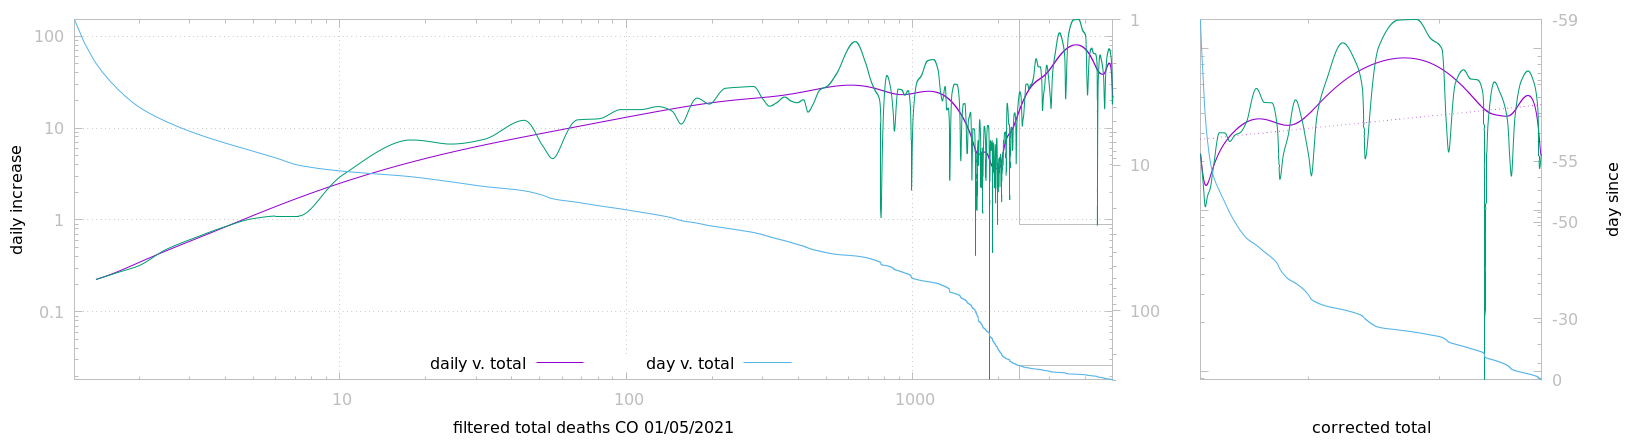 100
10
1
0.1
daily increase
daily v. total
day v. total
10
100
1000
filtered total deaths CO 01/05/2021
1
10
100
-59
-55
-50
-30
0
day since
corrected total